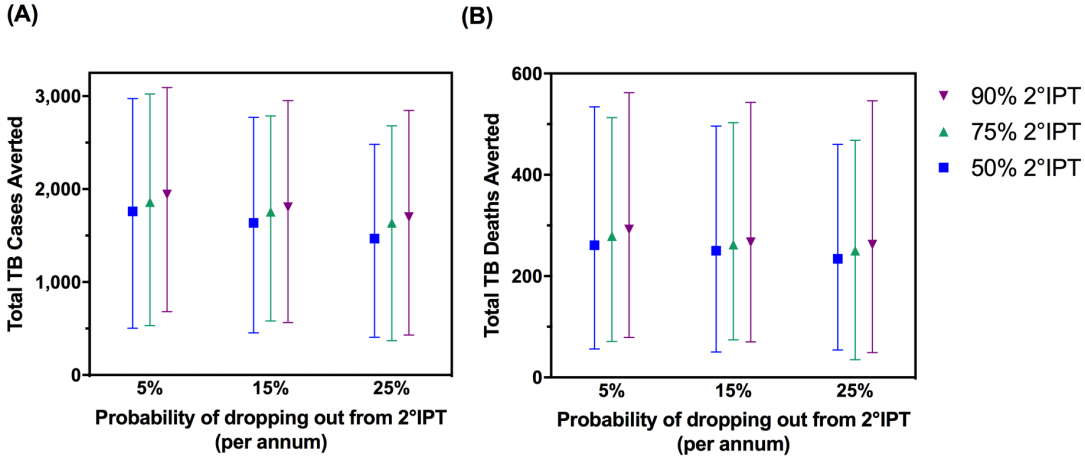 (A)
Total TB Cases Averted
3,000
2,000
1,000
0
5%
15%
25%
Probability of dropping out from 2°IPT
(per annum)
(B)
Total TB Deaths Averted
600
400
200
0
5%
15%
25%
Probability of dropping out from 2°IPT
(per annum)
90% 2°IPT
75% 2°IPT
50% 2°IPT